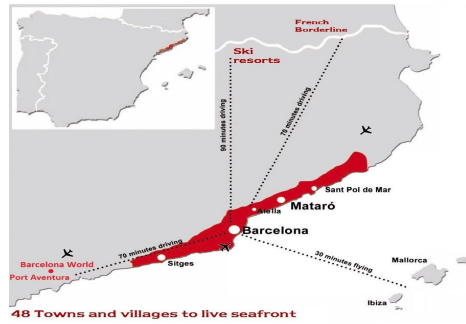 French
Borderline
Ski
resorts
90 minutes driving
70 minutes driving
Sant Pol de Mar
Mataró
Alella
Barcelona
70 minutes driving
30 minutes flying
Mallorca
Barcelona World
Port Aventura
Sitges
Ibiza
48 Towns and villages to live seafront